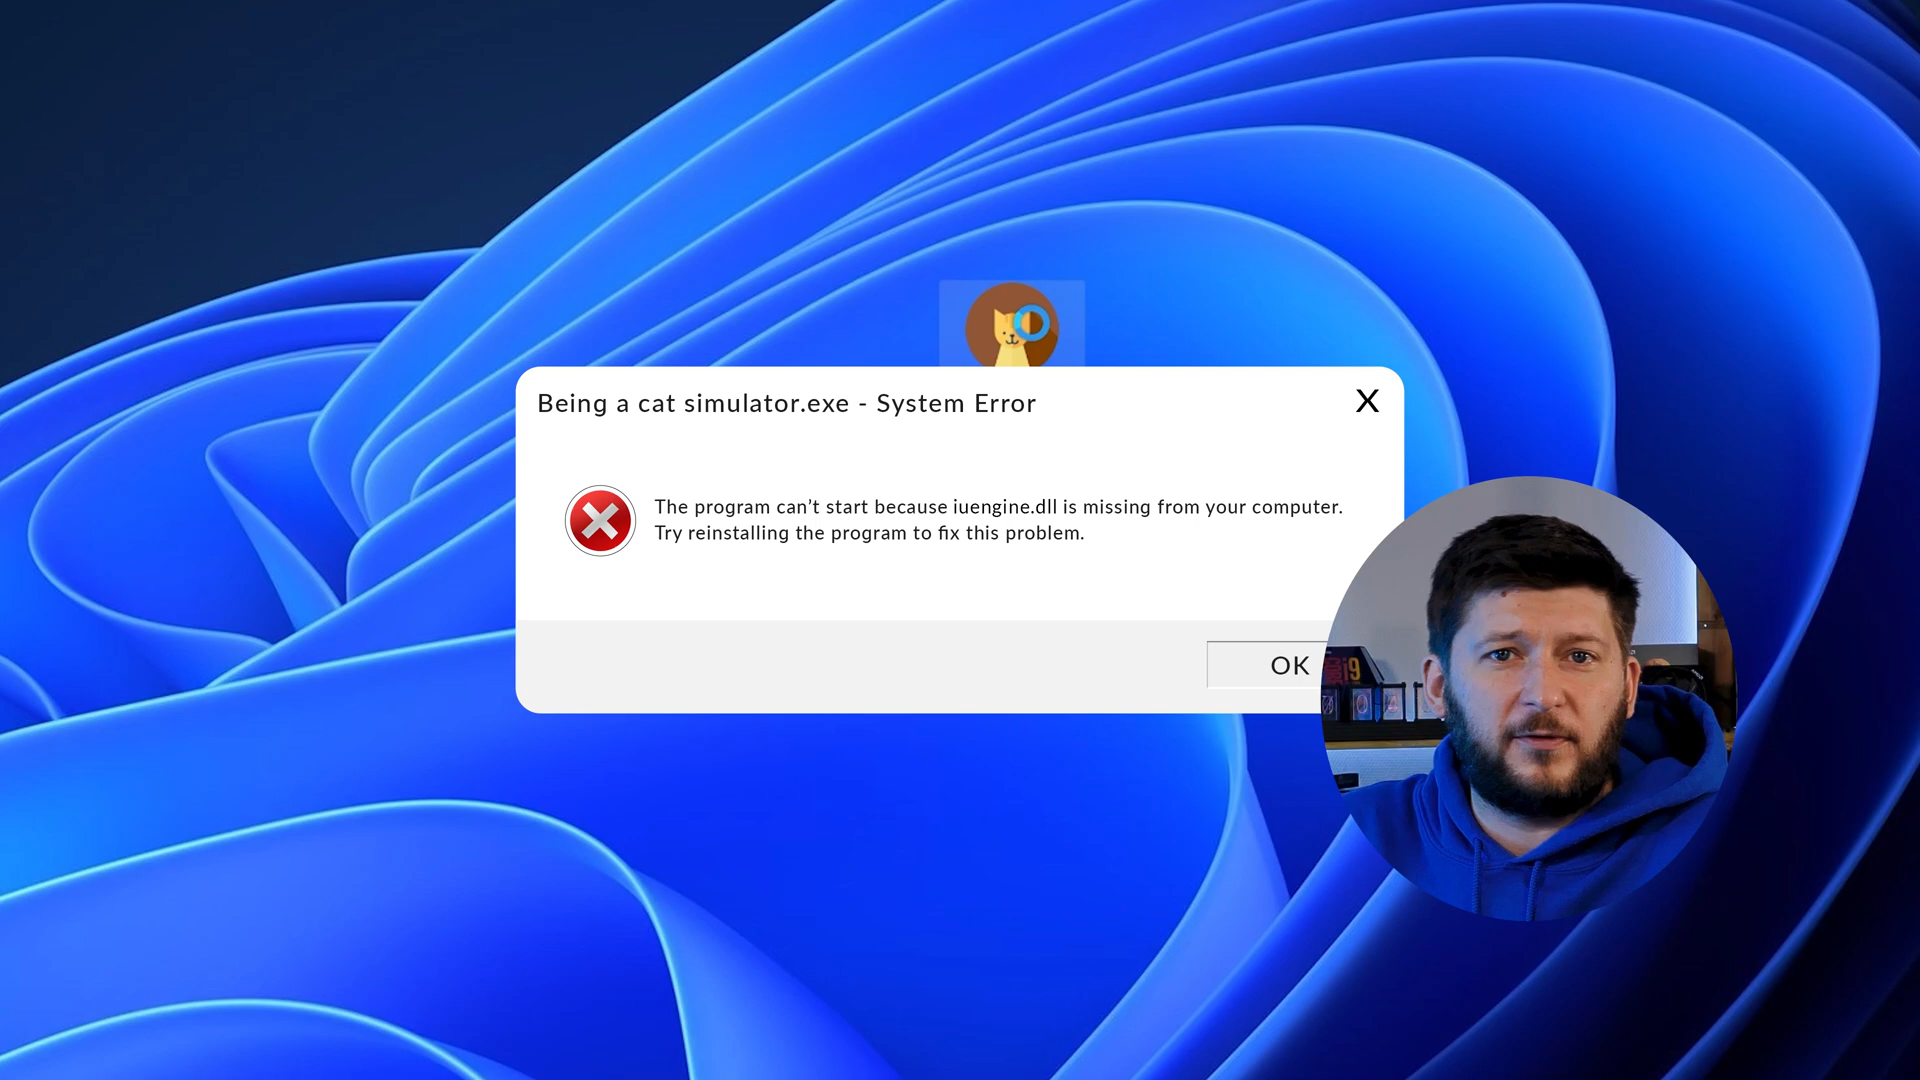 Being a cat simulator.exe - System Error
X
The program can’t start because iuengine.dll is missing from your computer.
Try reinstalling the program to fix this problem.
OK
i9